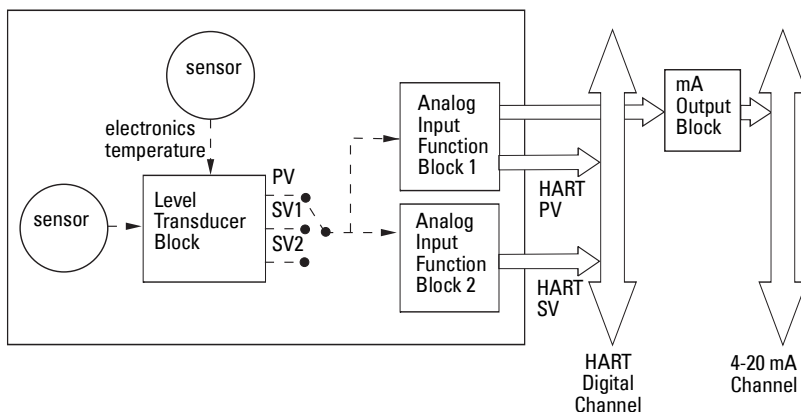 sensor
electronics
temperature
sensor
Level
Transducer
Block
PV
SV1
SV2
Analog
Input
Function
Block 1
Analog
Input
Function
Block 2
HART
PV
HART
SV
mA
Output
Block
HART
Digital
Channel
4-20 mA
Channel